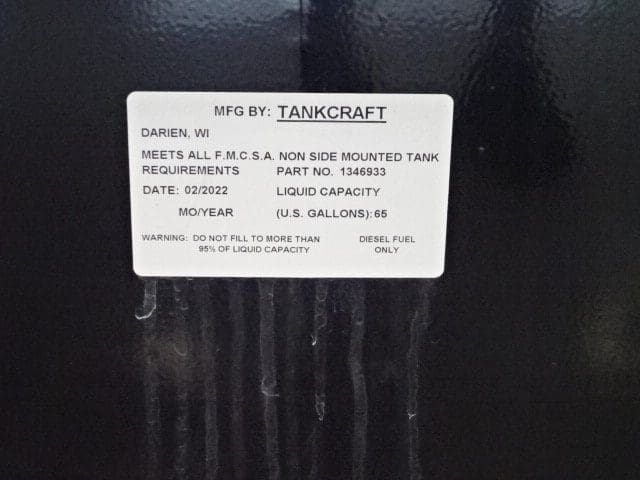 MFG BY: TANKCRAFT
DARIEN, WI
MEETS ALL F.M.C.S.A. NON SIDE MOUNTED TANK
REQUIREMENTS PART NO. 1346933
DATE: 02/2022 LIQUID CAPACITY
MO/YEAR (U.S. GALLONS): 65
WARNING: DO NOT FILL TO MORE THAN DIESEL FUEL
95% OF LIQUID CAPACITY ONLY